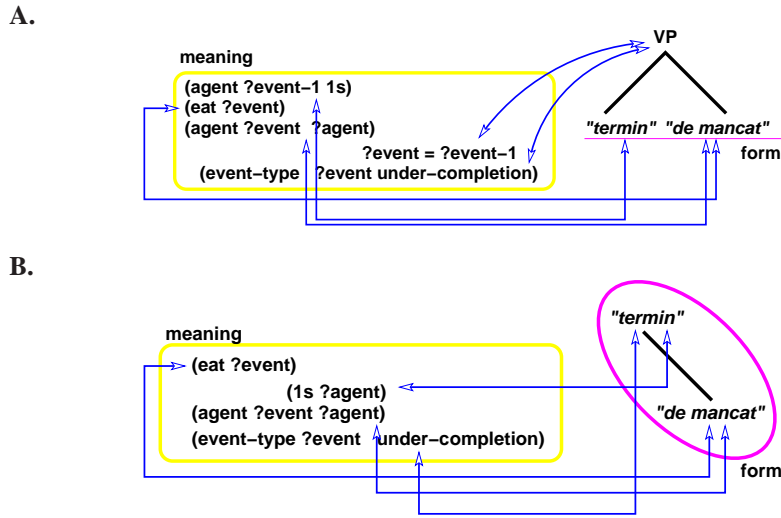 A.
VP
meaning
(agent ?event−1 1s)
(eat ?event)
(agent ?event ?agent)
"termin" "de mancat"
?event = ?event−1
form
(event−type ?event under−completion)
B.
"termin"
meaning
(eat ?event)
(1s ?agent)
(agent ?event ?agent)
"de mancat"
(event−type ?event under−completion)
form